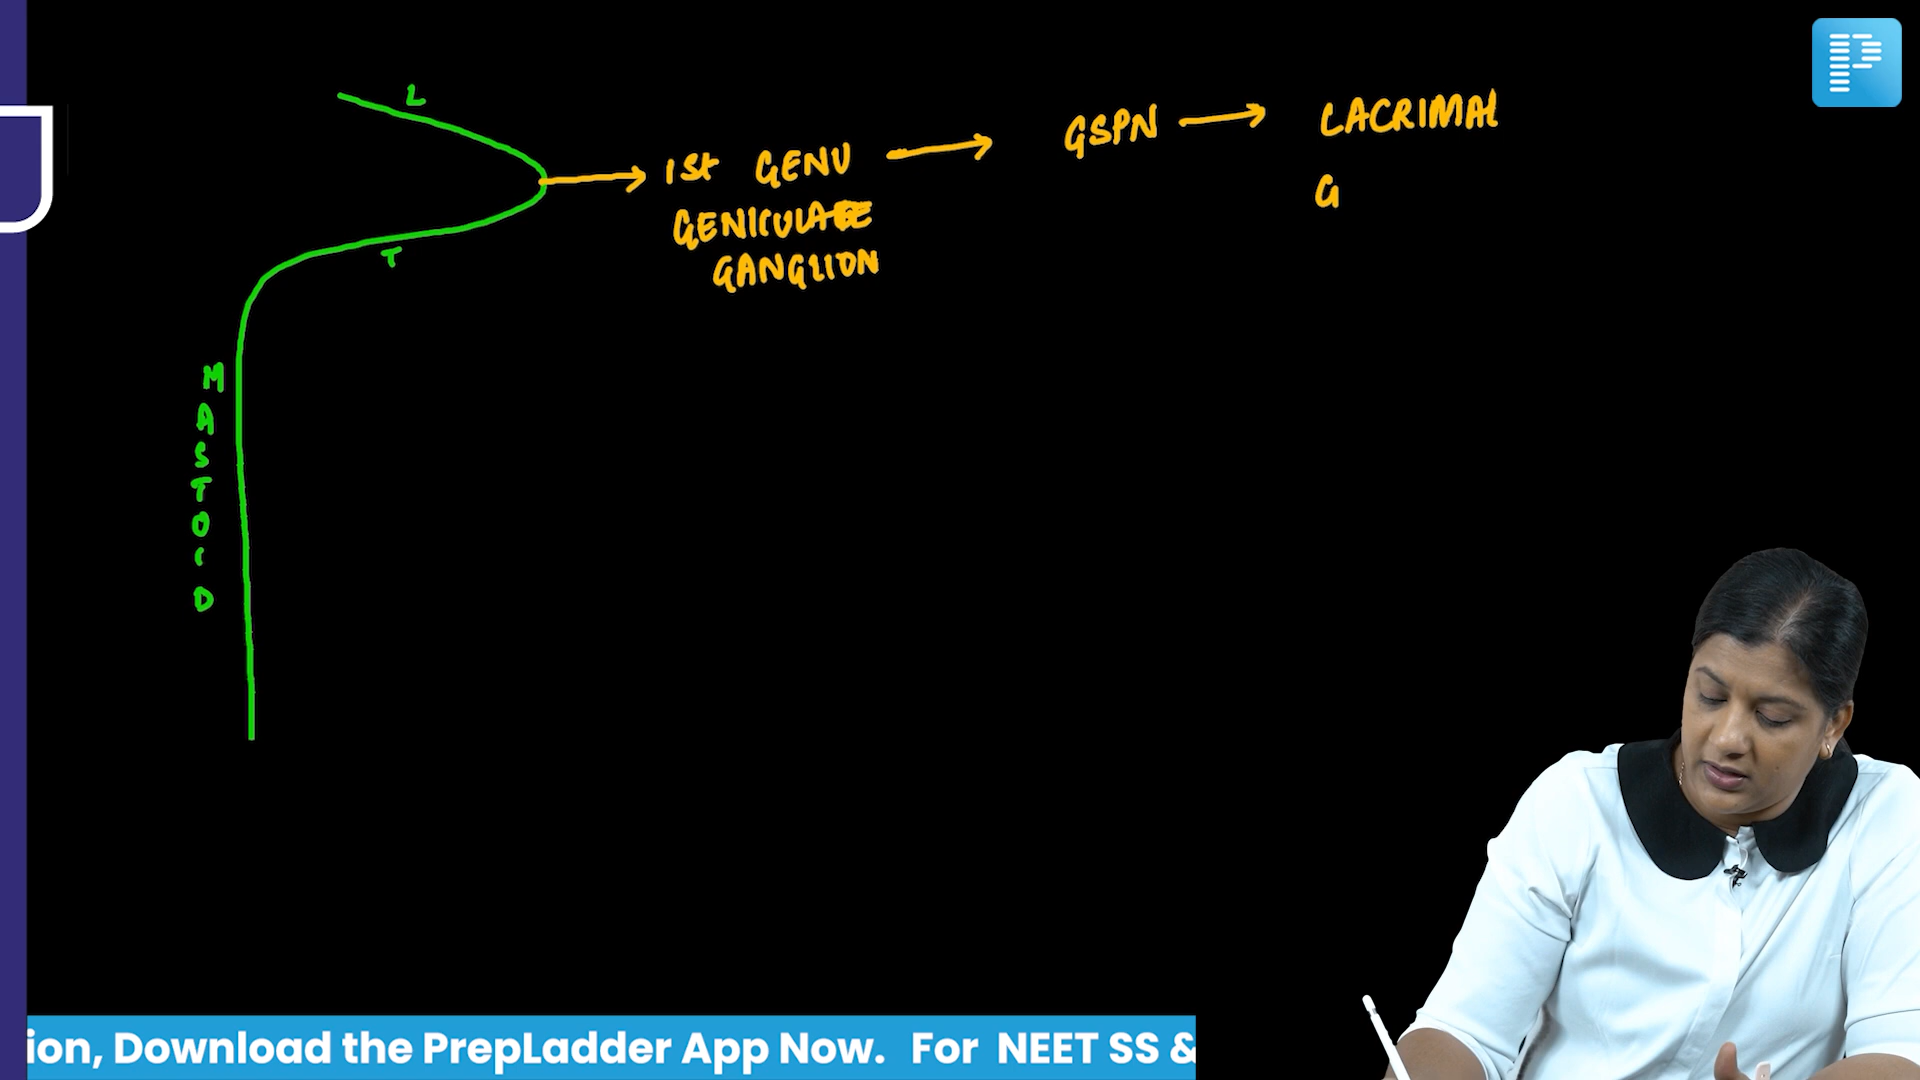 L
1St GENU
GENICULATE
GANGLION
GSPN
LACRIMAL
G
T
MASTOID
ion, Download the PrepLadder App Now. For NEET SS &